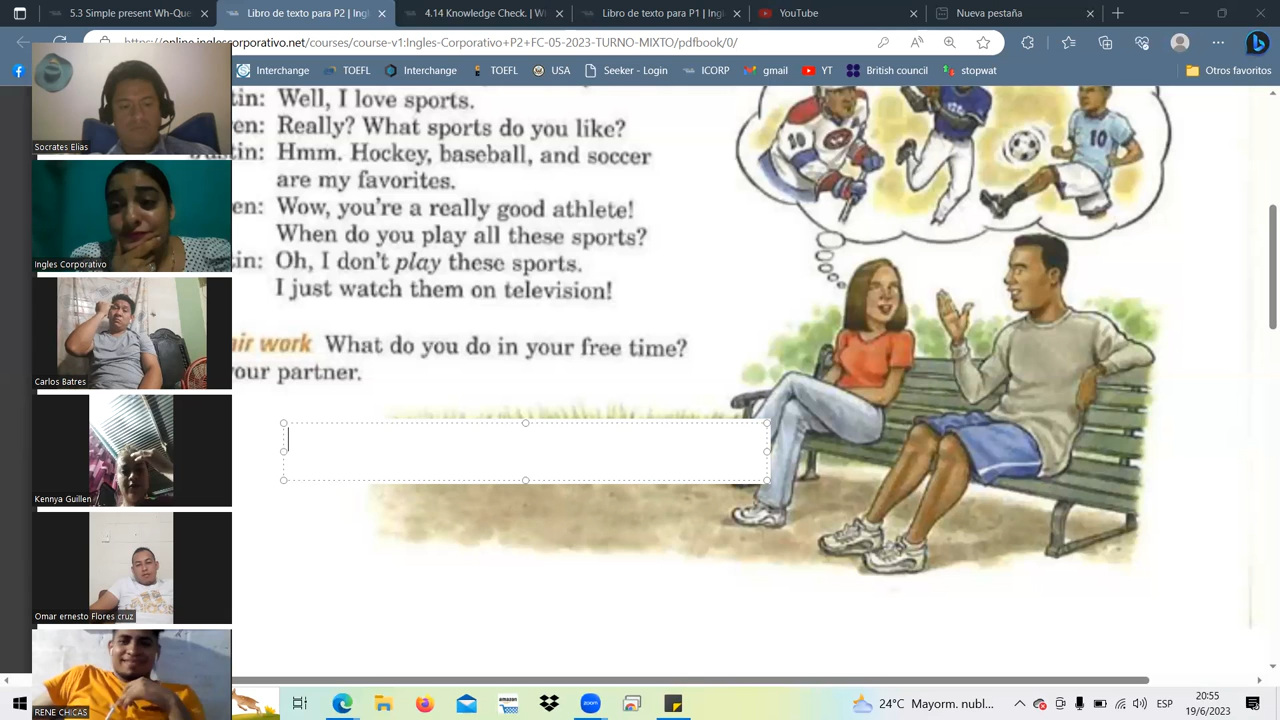 5.3 Simple Wh-Que
Libro de texto para P2 | Ingl
4.14 Knowledge Check. | Wi
Libro de texto para P1 | Ingl
YouTube
Nueva pestaña
https://online.inglescorporativo.net/courses/course-v1:Ingles-Corporativo+P2+FC-05-2023-TURNO-MIXTO/pdfbook/0/
Interchange
TOEFL
Interchange
TOEFL
USA
Seeker - Login
ICORP
gmail
YT
British council
stopwat
Otros favoritos
tin: Well, I love sports.
en: Really? What sports do you like?
tin: Hmm. Hockey, baseball, and soccer
are my favorites.
en: Wow, you're a really good athlete!
When do you play all these sports?
tin: Oh, I don't play these sports.
I just watch them on television!
air work What do you do in your free time?
your partner.
10
10
Socrates Elias
Ingles Corporativo
Carlos Batres
Kennya Guillen
Omar ernesto Flores cruz
RENE CHICAS
amazon
zoom
24°C Mayorm. nubl...
ESP
20:55
19/6/2023